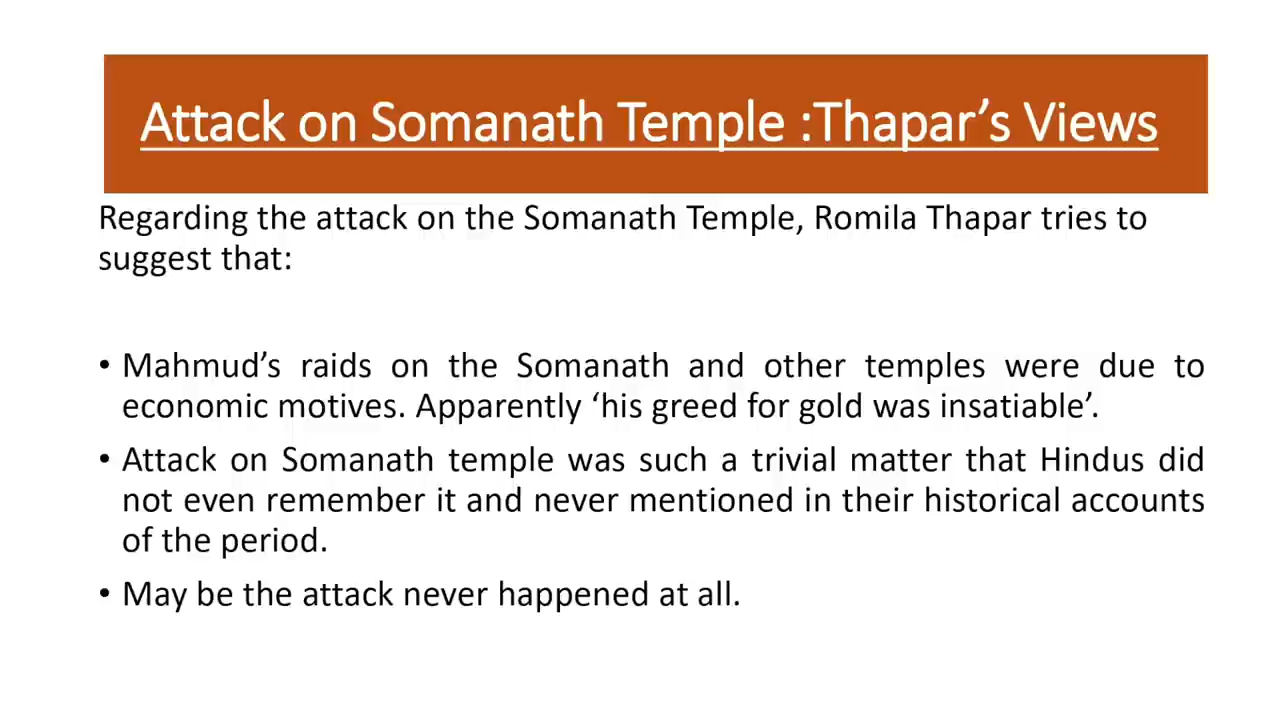 Attack on Somanath Temple :Thapar’s Views
Regarding the attack on the Somanath Temple, Romila Thapar tries to
suggest that:
• Mahmud’s raids on the Somanath and other temples were due to
economic motives. Apparently ‘his greed for gold was insatiable’.
• Attack on Somanath temple was such a trivial matter that Hindus did
not even remember it and never mentioned in their historical accounts
of the period.
• May be the attack never happened at all.